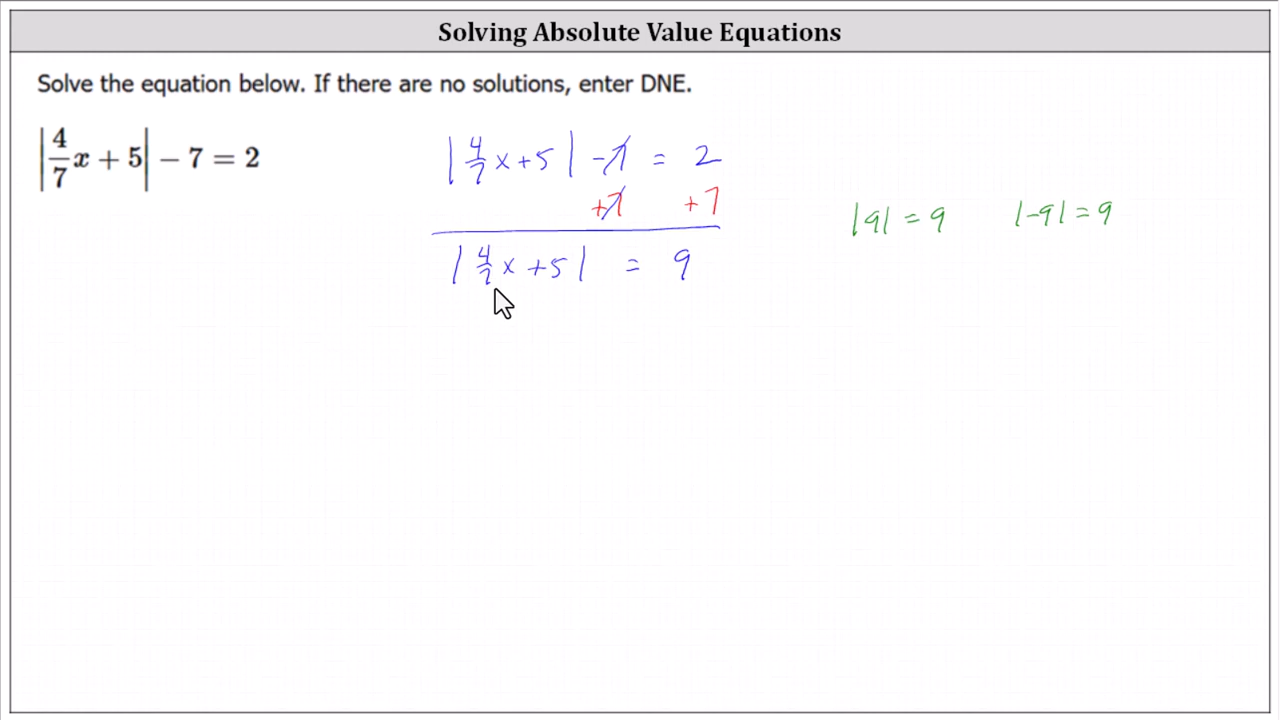 Solving Absolute Value Equations
Solve the equation below. If there are no solutions, enter DNE.
|4/7 x + 5| − 7 = 2
|4/7 x + 5| − 7 = 2
+7 +7
|4/7 x + 5| = 9
|9| = 9 |−9| = 9